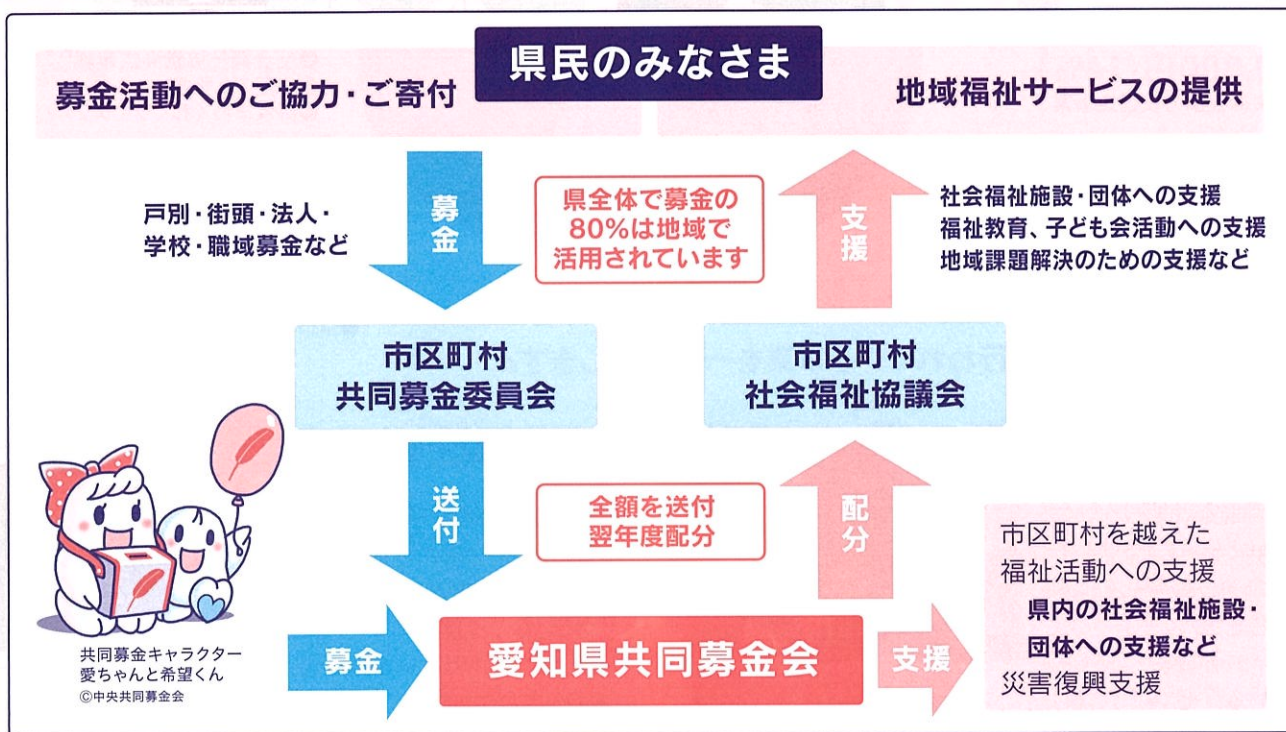 県民のみなさま
募金活動へのご協力・ご寄付
地域福祉サービスの提供
戸別・街頭・法人・
学校・職域募金など
募金
県全体で募金の
80％は地域で
活用されています
支援
社会福祉施設・団体への支援
福祉教育、子ども会活動への支援
地域課題解決のための支援など
市区町村
共同募金委員会
市区町村
社会福祉協議会
送付
全額を送付
翌年度配分
配分
市区町村を越えた
福祉活動への支援
県内の社会福祉施設・
団体への支援など
災害復興支援
共同募金キャラクター
愛ちゃんと希望くん
Ⓒ中央共同募金会
募金
愛知県共同募金会
支援